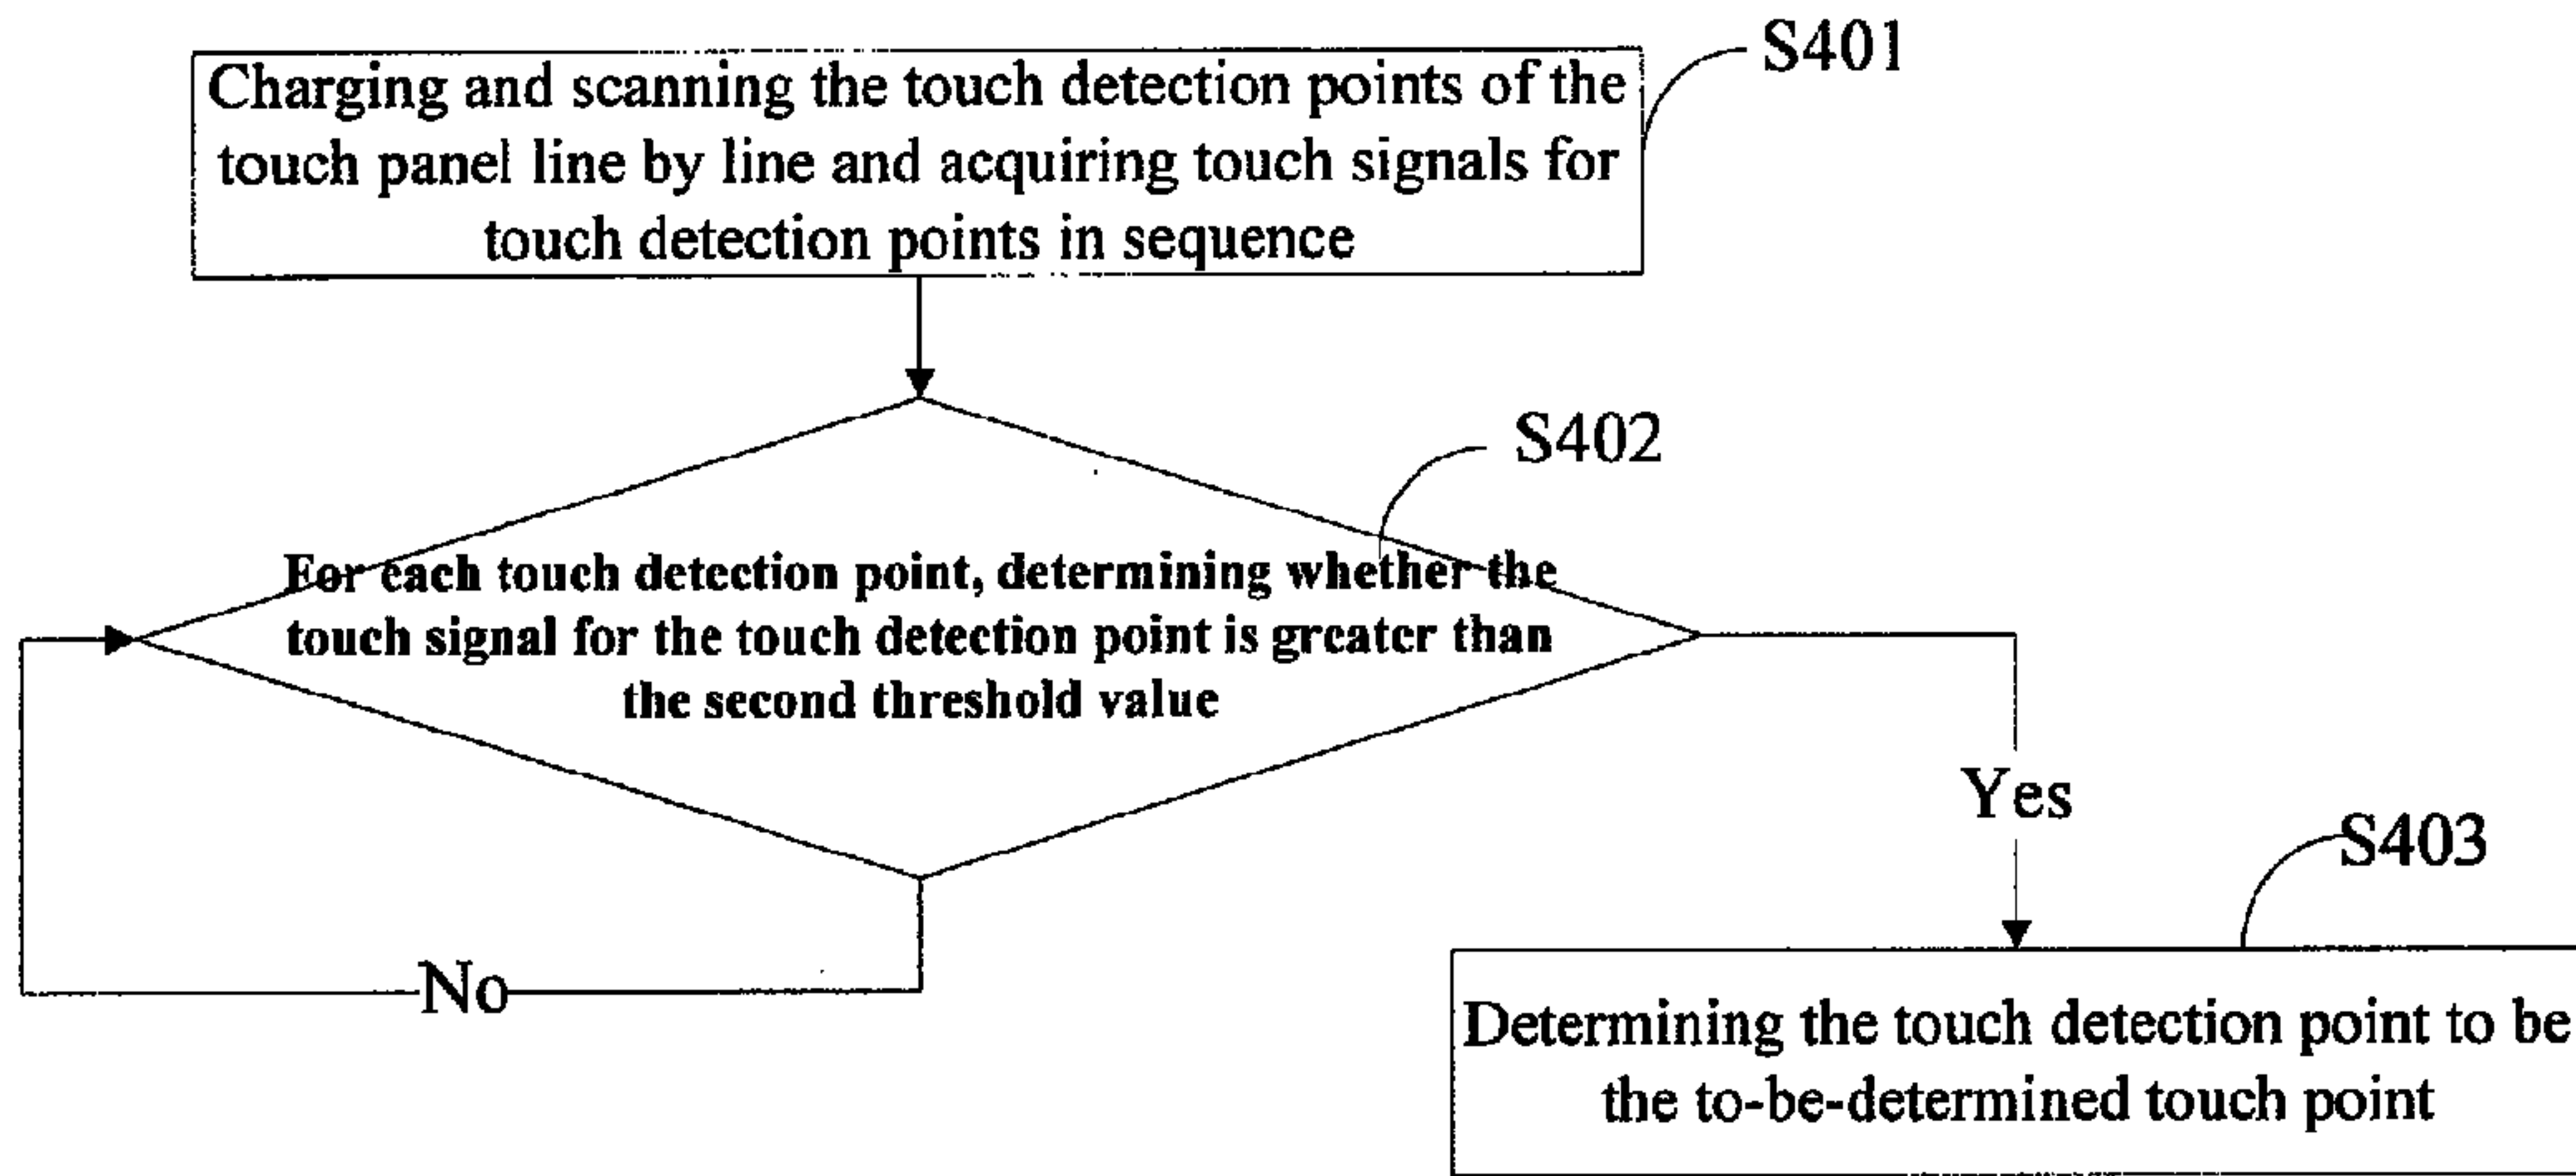 S401
Charging and scanning the touch detection points of the
touch panel line by line and acquiring touch signals for
touch detection points in sequence
S402
For each touch detection point, determining whether the
touch signal for the touch detection point is greater than
the second threshold value
Yes
S403
No
Determining the touch detection point to be
the to-be-determined touch point